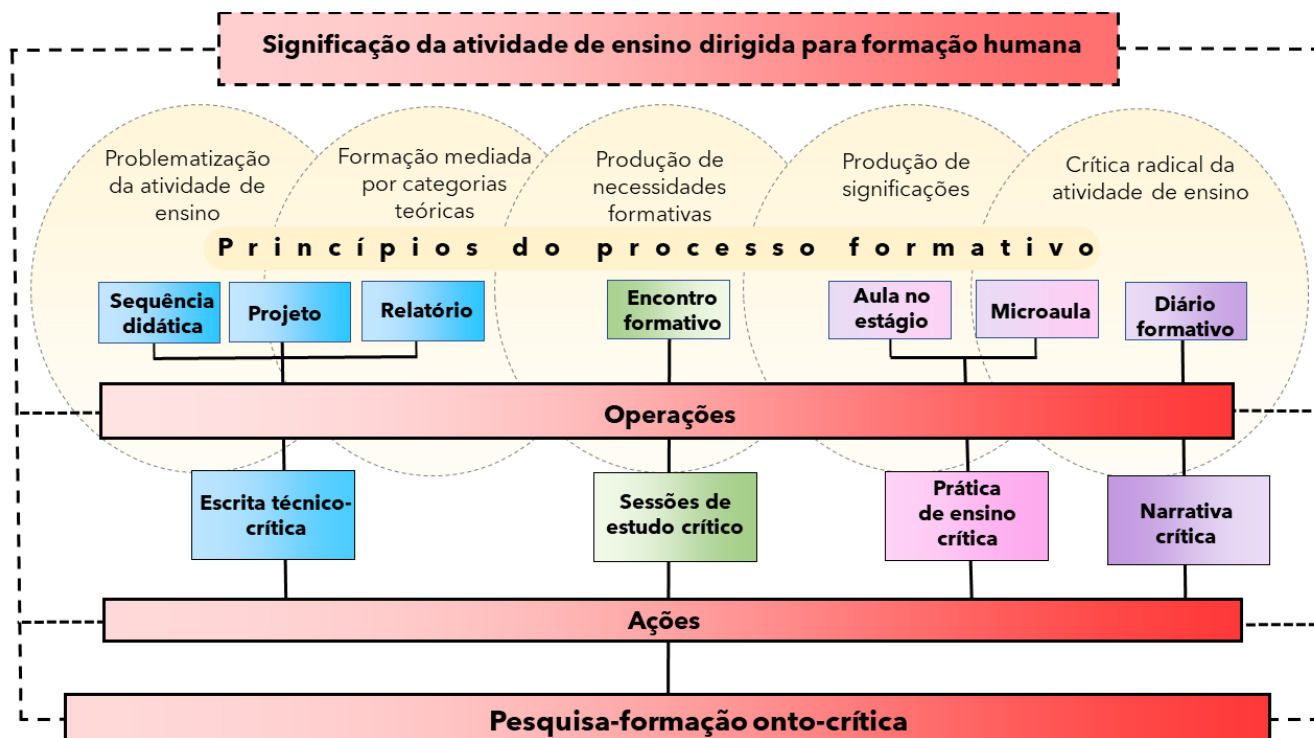 Significação da atividade de ensino dirigida para formação humana
Problematização
da atividade de
ensino
Formação mediada
por categorias
teóricas
Produção de
necessidades
formativas
Produção de
significações
Crítica radical da
atividade de ensino
Princípios do processo formativo
Sequência
didática
Projeto
Relatório
Encontro
formativo
Aula no
estágio
Microaula
Diário
formativo
Operações
Escrita técnico-
crítica
Sessões de
estudo crítico
Prática
de ensino
crítica
Narrativa
crítica
Ações
Pesquisa-formação onto-crítica